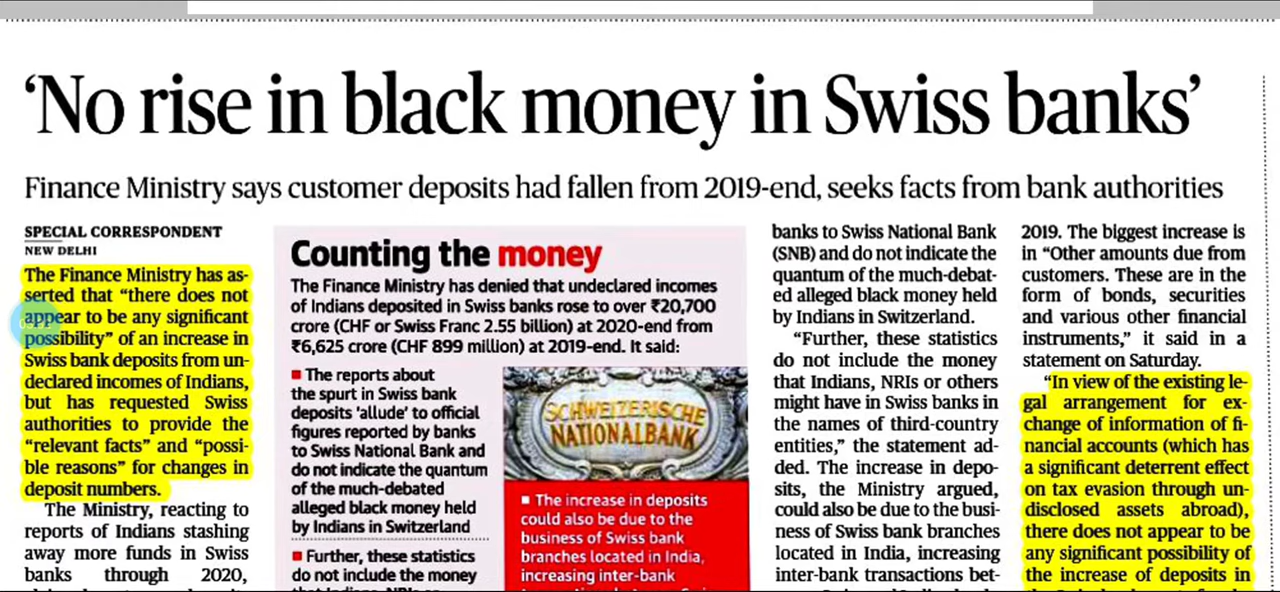 ‘No rise in black money in Swiss banks’
Finance Ministry says customer deposits had fallen from 2019-end, seeks facts from bank authorities
SPECIAL CORRESPONDENT
NEW DELHI
The Finance Ministry has as-
serted that “there does not
appear to be any significant
possibility” of an increase in
Swiss bank deposits from un-
declared incomes of Indians,
but has requested Swiss
authorities to provide the
“relevant facts” and “possi-
ble reasons” for changes in
deposit numbers.
The Ministry, reacting to
reports of Indians stashing
away more funds in Swiss
banks through 2020,
Counting the money
The Finance Ministry has denied that undeclared incomes
of Indians deposited in Swiss banks rose to over ₹20,700
crore (CHF or Swiss Franc 2.55 billion) at 2020-end from
₹6,625 crore (CHF 899 million) at 2019-end. It said:
■ The reports about
the spurt in Swiss bank
deposits 'allude' to official
figures reported by banks
to Swiss National Bank and
do not indicate the quantum
of the much-debated
alleged black money held
by Indians in Switzerland
■ Further, these statistics
do not include the money
SCHWEIZERISCHE
NATIONALBANK
■ The increase in deposits
could also be due to the
business of Swiss bank
branches located in India,
increasing inter-bank
banks to Swiss National Bank
(SNB) and do not indicate the
quantum of the much-debat-
ed alleged black money held
by Indians in Switzerland.
“Further, these statistics
do not include the money
that Indians, NRIs or others
might have in Swiss banks in
the names of third-country
entities,” the statement ad-
ded. The increase in depo-
sits, the Ministry argued,
could also be due to the busi-
ness of Swiss bank branches
located in India, increasing
inter-bank transactions bet-
2019. The biggest increase is
in “Other amounts due from
customers. These are in the
form of bonds, securities
and various other financial
instruments,” it said in a
statement on Saturday.
“In view of the existing le-
gal arrangement for ex-
change of information of fi-
nancial accounts (which has
a significant deterrent effect
on tax evasion through un-
disclosed assets abroad),
there does not appear to be
any significant possibility of
the increase of deposits in